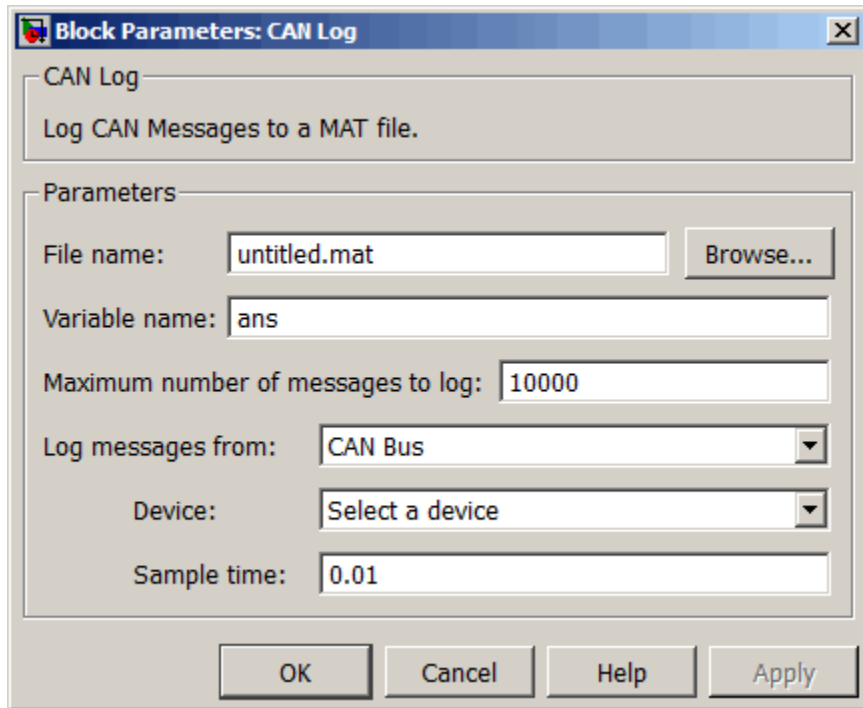 Block Parameters: CAN Log
CAN Log
Log CAN Messages to a MAT file.
Parameters
File name: untitled.mat Browse...
Variable name: ans
Maximum number of messages to log: 10000
Log messages from: CAN Bus
Device: Select a device
Sample time: 0.01
OK Cancel Help Apply